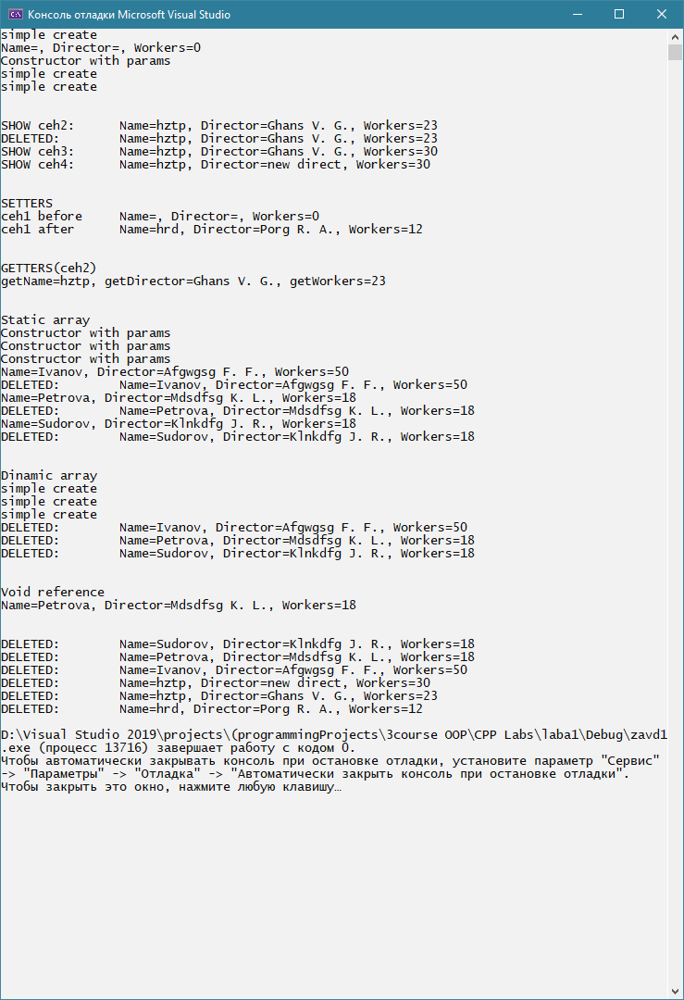 Консоль отладки Microsoft Visual Studio
simple create
Name=, Director=, Workers=0
Constructor with params
simple create
simple create
SHOW ceh2: Name=hztp, Director=Ghans V. G., Workers=23
DELETED: Name=hztp, Director=Ghans V. G., Workers=23
SHOW ceh3: Name=hztp, Director=Ghans V. G., Workers=30
SHOW ceh4: Name=hztp, Director=new direct, Workers=30
SETTERS
ceh1 before Name=, Director=, Workers=0
ceh1 after Name=hrd, Director=Porg R. A., Workers=12
GETTERS(ceh2)
getName=hztp, getDirector=Ghans V. G., getWorkers=23
Static array
Constructor with params
Constructor with params
Constructor with params
Name=Ivanov, Director=Afgwgsg F. F., Workers=50
DELETED: Name=Ivanov, Director=Afgwgsg F. F., Workers=50
Name=Petrova, Director=Mdsdfsg K. L., Workers=18
DELETED: Name=Petrova, Director=Mdsdfsg K. L., Workers=18
Name=Sudorov, Director=Klnkdfg J. R., Workers=18
DELETED: Name=Sudorov, Director=Klnkdfg J. R., Workers=18
Dinamic array
simple create
simple create
simple create
DELETED: Name=Ivanov, Director=Afgwgsg F. F., Workers=50
DELETED: Name=Petrova, Director=Mdsdfsg K. L., Workers=18
DELETED: Name=Sudorov, Director=Klnkdfg J. R., Workers=18
Void reference
Name=Petrova, Director=Mdsdfsg K. L., Workers=18
DELETED: Name=Sudorov, Director=Klnkdfg J. R., Workers=18
DELETED: Name=Petrova, Director=Mdsdfsg K. L., Workers=18
DELETED: Name=Ivanov, Director=Afgwgsg F. F., Workers=50
DELETED: Name=hztp, Director=new direct, Workers=30
DELETED: Name=hztp, Director=Ghans V. G., Workers=23
DELETED: Name=hrd, Director=Porg R. A., Workers=12
D:\Visual Studio 2019\projects\(programmingProjects\3course OOP\CPP Labs\laba1\Debug\zavd1
.exe (процесс 13716) завершает работу с кодом 0.
Чтобы автоматически закрывать консоль при остановке отладки, установите параметр "Сервис"
-> "Параметры" -> "Отладка" -> "Автоматически закрыть консоль при остановке отладки".
Чтобы закрыть это окно, нажмите любую клавишу…